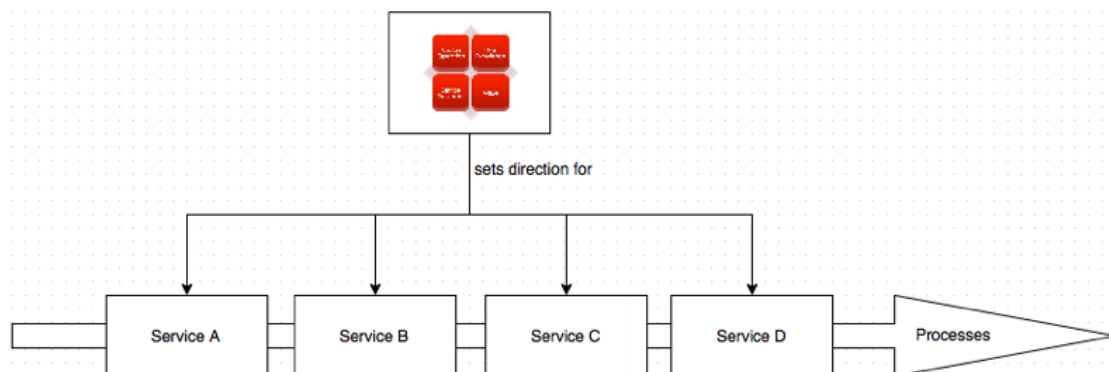 sets direction for
Service A
Service B
Service C
Service D
Processes